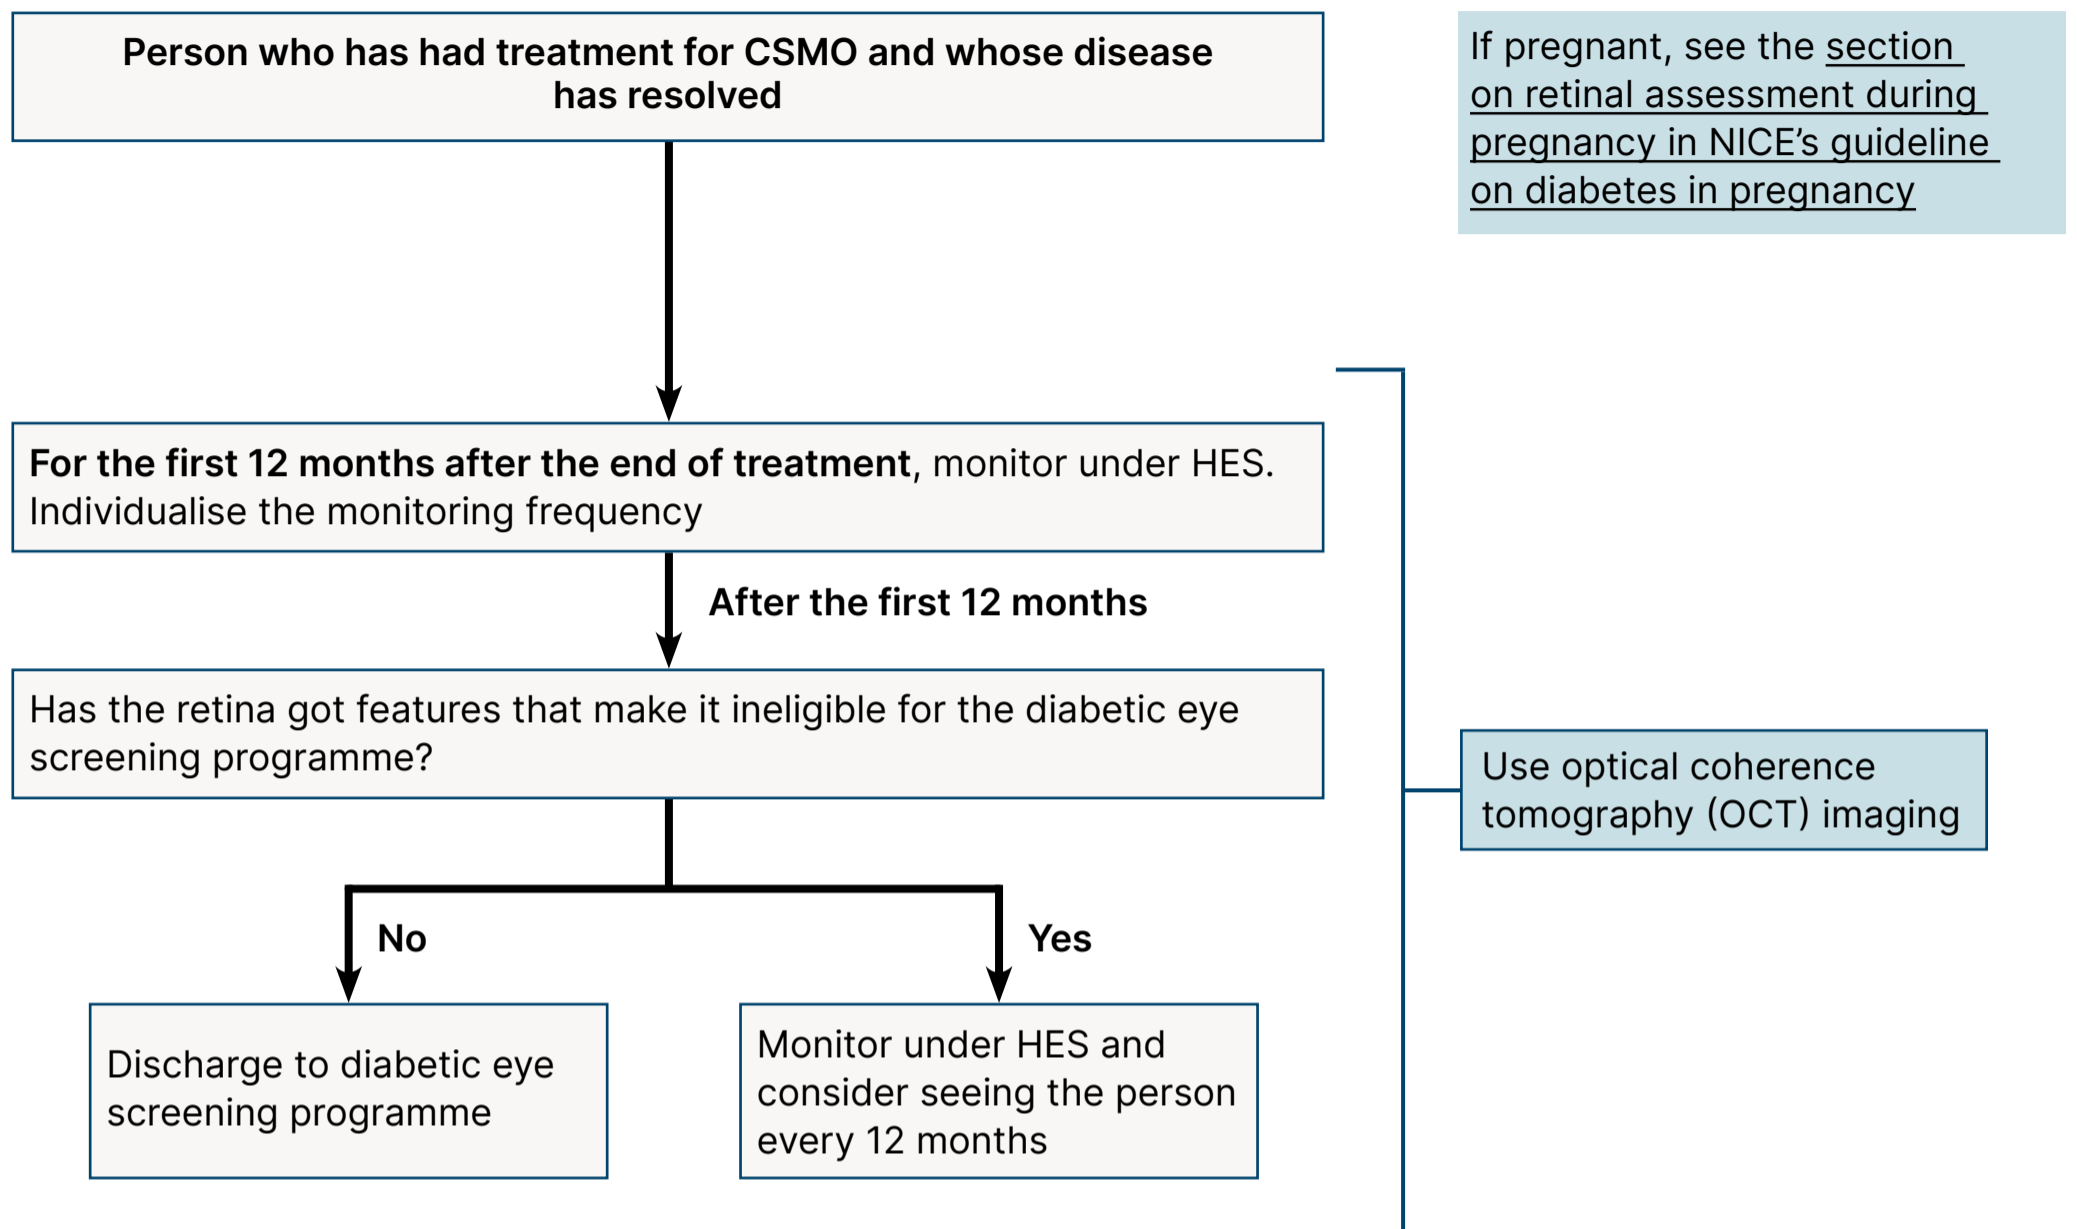 Person who has had treatment for CSMO and whose disease
has resolved
If pregnant, see the section
on retinal assessment during
pregnancy in NICE’s guideline
on diabetes in pregnancy
For the first 12 months after the end of treatment, monitor under HES.
Individualise the monitoring frequency
After the first 12 months
Has the retina got features that make it ineligible for the diabetic eye
screening programme?
Use optical coherence
tomography (OCT) imaging
No
Yes
Discharge to diabetic eye
screening programme
Monitor under HES and
consider seeing the person
every 12 months